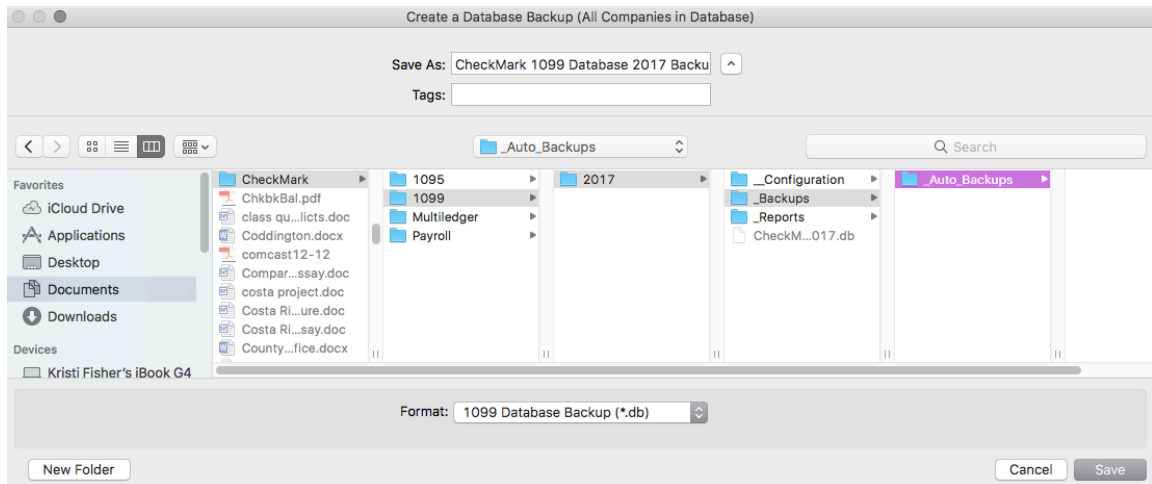 Create a Database Backup (All Companies in Database)
Save As: CheckMark 1099 Database 2017 Backu
Tags:
_Auto_Backups
Search
Favorites
iCloud Drive
Applications
Desktop
Documents
Downloads
Devices
Kristi Fisher's iBook G4
CheckMark
ChkbkBal.pdf
class qu...licts.doc
Coddington.docx
comcast12-12
Compar...ssay.doc
costa project.doc
Costa Ri...ure.doc
Costa Ri...say.doc
County...fice.docx
1095
1099
Multiledger
Payroll
2017
__Configuration
_Backups
_Reports
CheckM...017.db
_Auto_Backups
Format: 1099 Database Backup (*.db)
New Folder
Cancel
Save